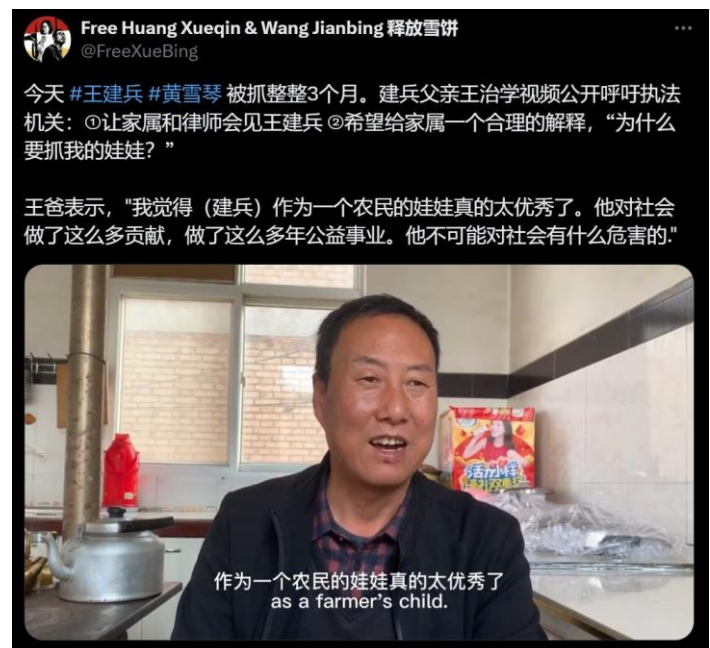 Free Huang Xueqin & Wang Jianbing 释放雪饼
@FreeXueBing
今天 #王建兵 #黄雪琴 被抓整整3个月。建兵父亲王治学视频公开呼吁执法
机关：①让家属和律师会见王建兵 ②希望给家属一个合理的解释，“为什么
要抓我的娃娃？”
王爸表示，"我觉得（建兵）作为一个农民的娃娃真的太优秀了。他对社会
做了这么多贡献，做了这么多年公益事业。他不可能对社会有什么危害的."
作为一个农民的娃娃真的太优秀了
as a farmer's child.